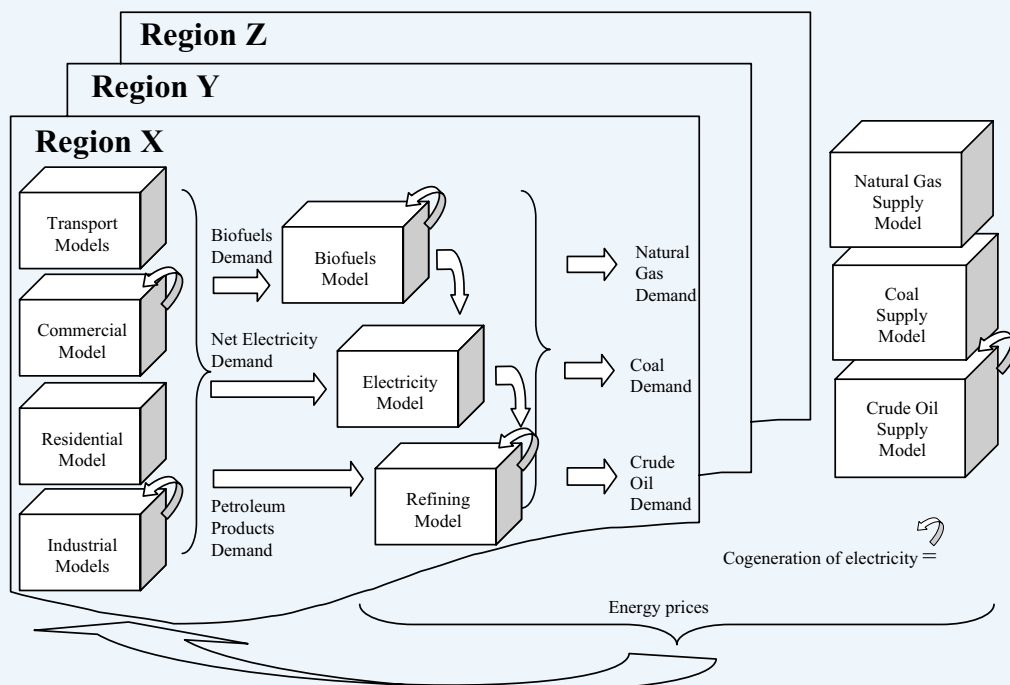 Region Z
Region Y
Region X
Transport
Models
Commercial
Model
Residential
Model
Industrial
Models
Biofuels
Demand
Net Electricity
Demand
Petroleum
Products
Demand
Biofuels
Model
Electricity
Model
Refining
Model
Natural
Gas
Demand
Coal
Demand
Crude
Oil
Demand
Natural Gas
Supply
Model
Coal
Supply
Model
Crude Oil
Supply
Model
Cogeneration of electricity =
Energy prices